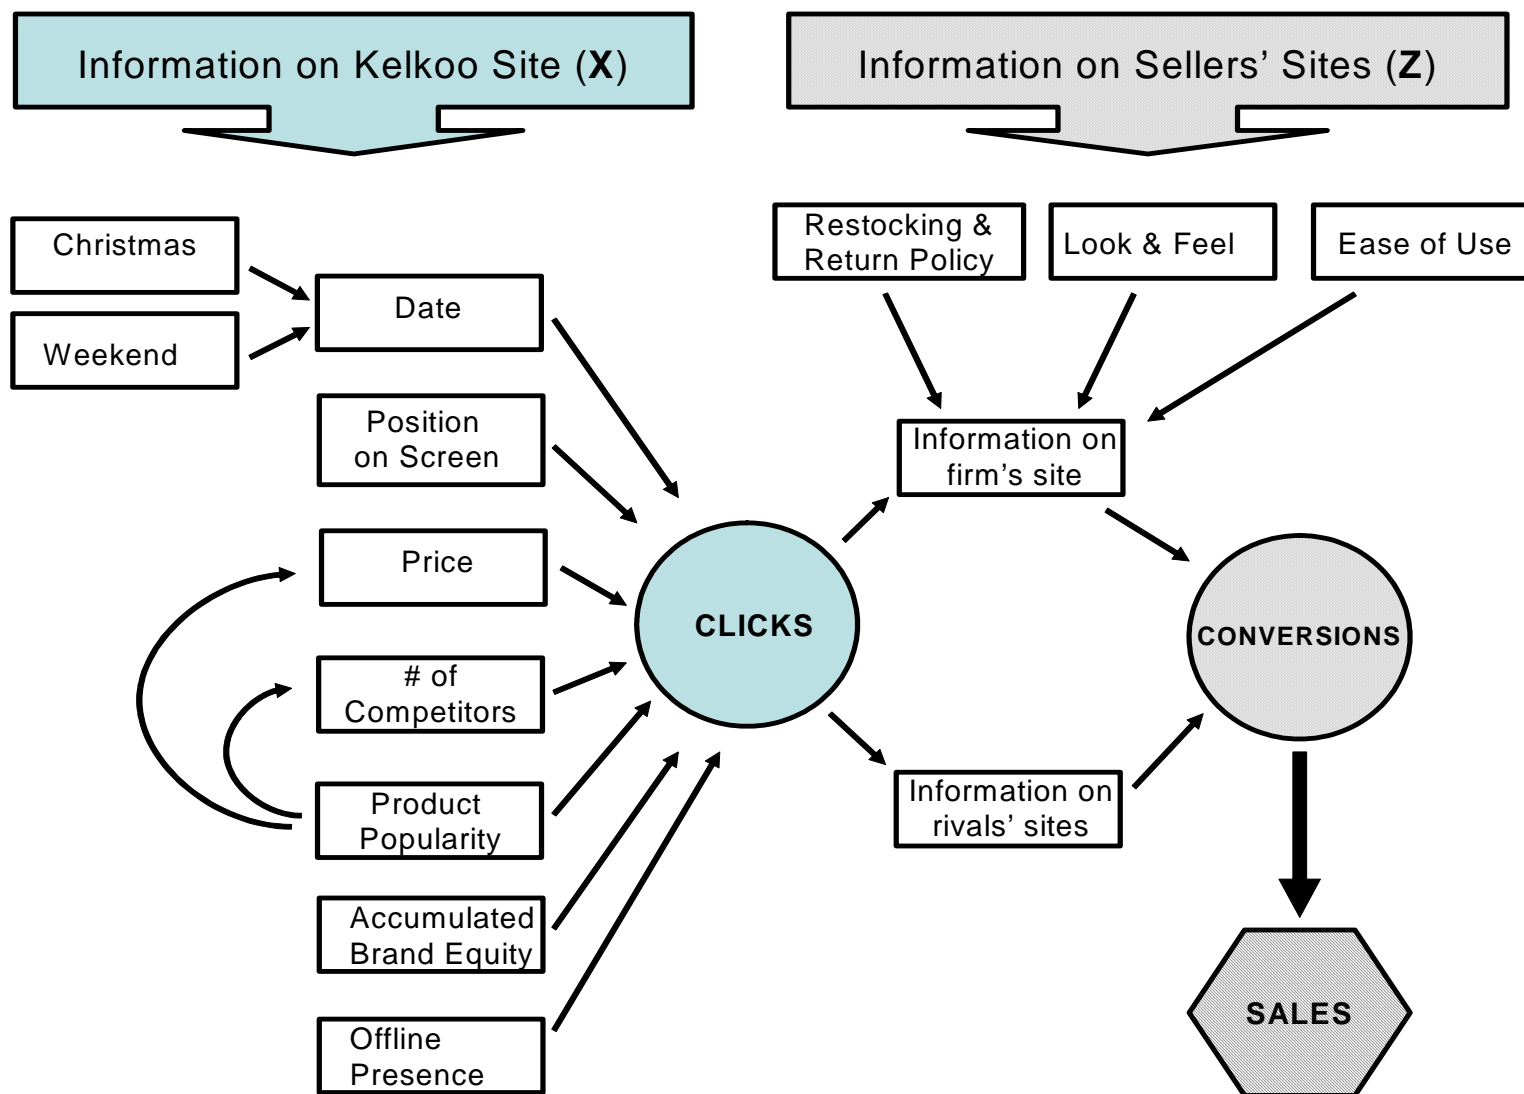 Information on Kelkoo Site (X)
Information on Sellers' Sites (Z)
Christmas
Weekend
Date
Position
on Screen
Price
# of
Competitors
Product
Popularity
Accumulated
Brand Equity
Offline
Presence
CLICKS
Restocking &
Return Policy
Look & Feel
Ease of Use
Information on
firm's site
Information on
rivals' sites
CONVERSIONS
SALES